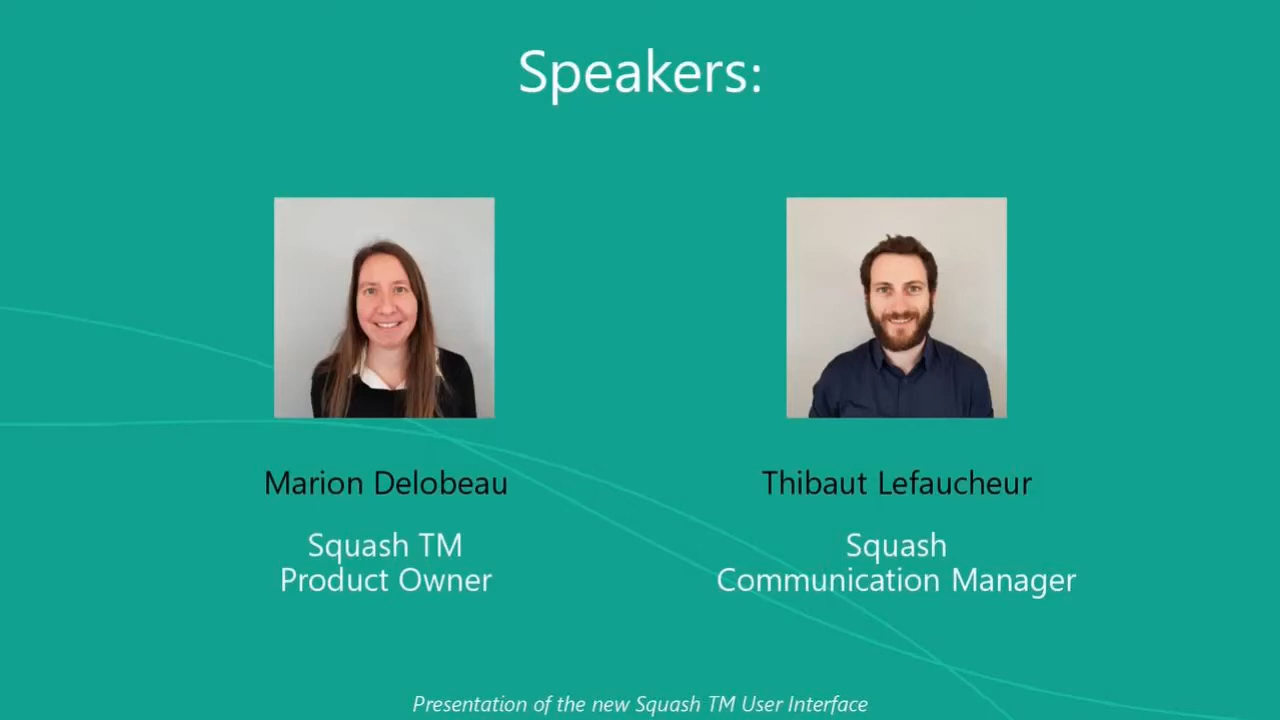 Speakers:
Marion Delobeau
Squash TM
Product Owner
Thibaut Lefaucheur
Squash
Communication Manager
Presentation of the new Squash TM User Interface